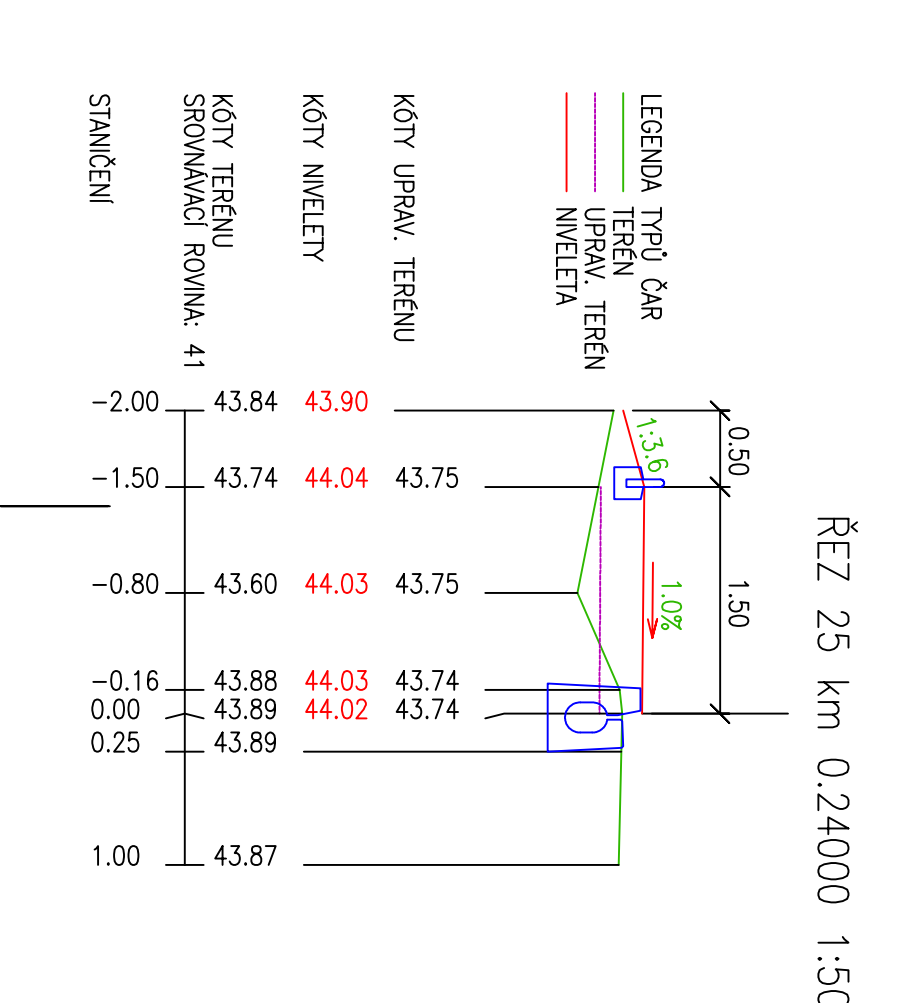 ŘEZ 25 km 0.24000 1:50
0.50
1.50
LEGENDA TYPŮ ČAR
TERÉN
UPRAV. TERÉN
NIVELETA
1:3.6
1.0%
KÓTY UPRAV. TERÉNU
43.75
43.75
43.74
43.74
KÓTY NIVELETY
43.90
44.04
44.03
44.03
44.02
KÓTY TERÉNU
43.84
43.74
43.60
43.88
43.89
43.89
43.87
SROVNÁVACÍ ROVINA: 41
STANIČENÍ
-2.00
-1.50
-0.80
-0.16
0.00
0.25
1.00